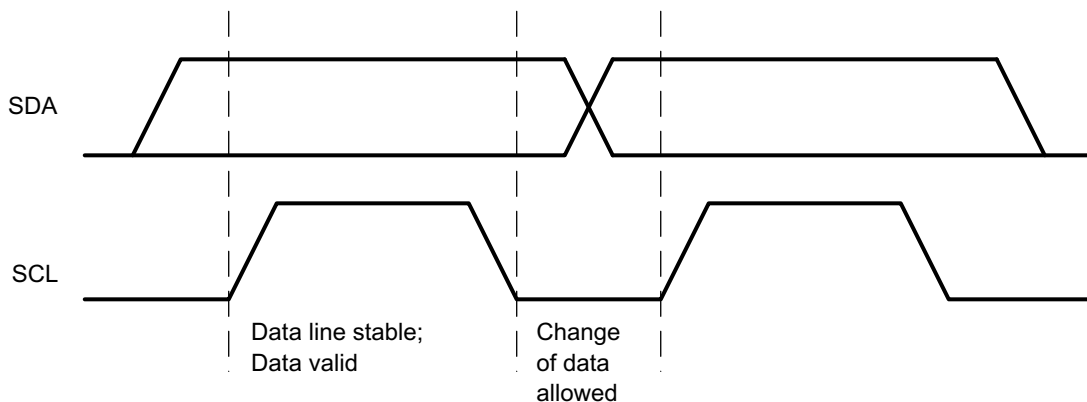 SDA
SCL
Data line stable;
Data valid
Change
of data
allowed